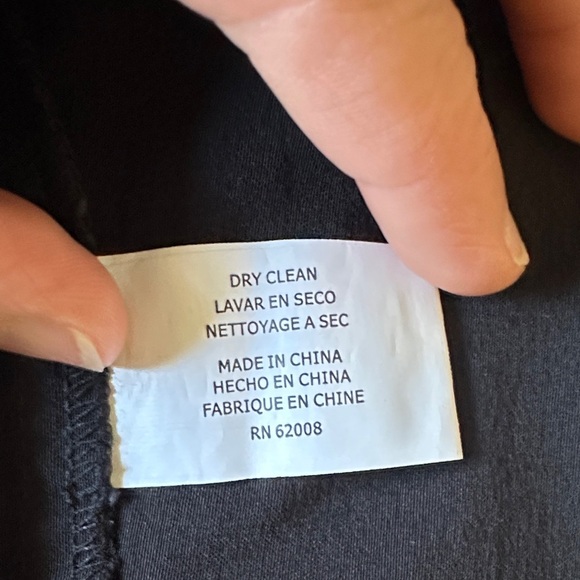 DRY CLEAN
LAVAR EN SECO
NETTOYAGE A SEC
MADE IN CHINA
HECHO EN CHINA
FABRIQUE EN CHINE
RN 62008